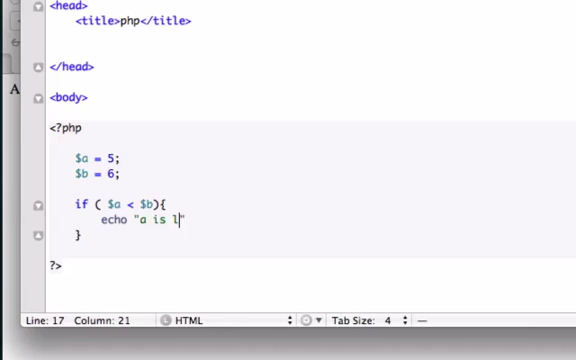 <head>
<title>php</title>
</head>
A
<body>
<?php
$a = 5;
$b = 6;
if ( $a < $b){
echo "a is l"
}
?>
Line: 17 Column: 21 L HTML Tab Size: 4 —